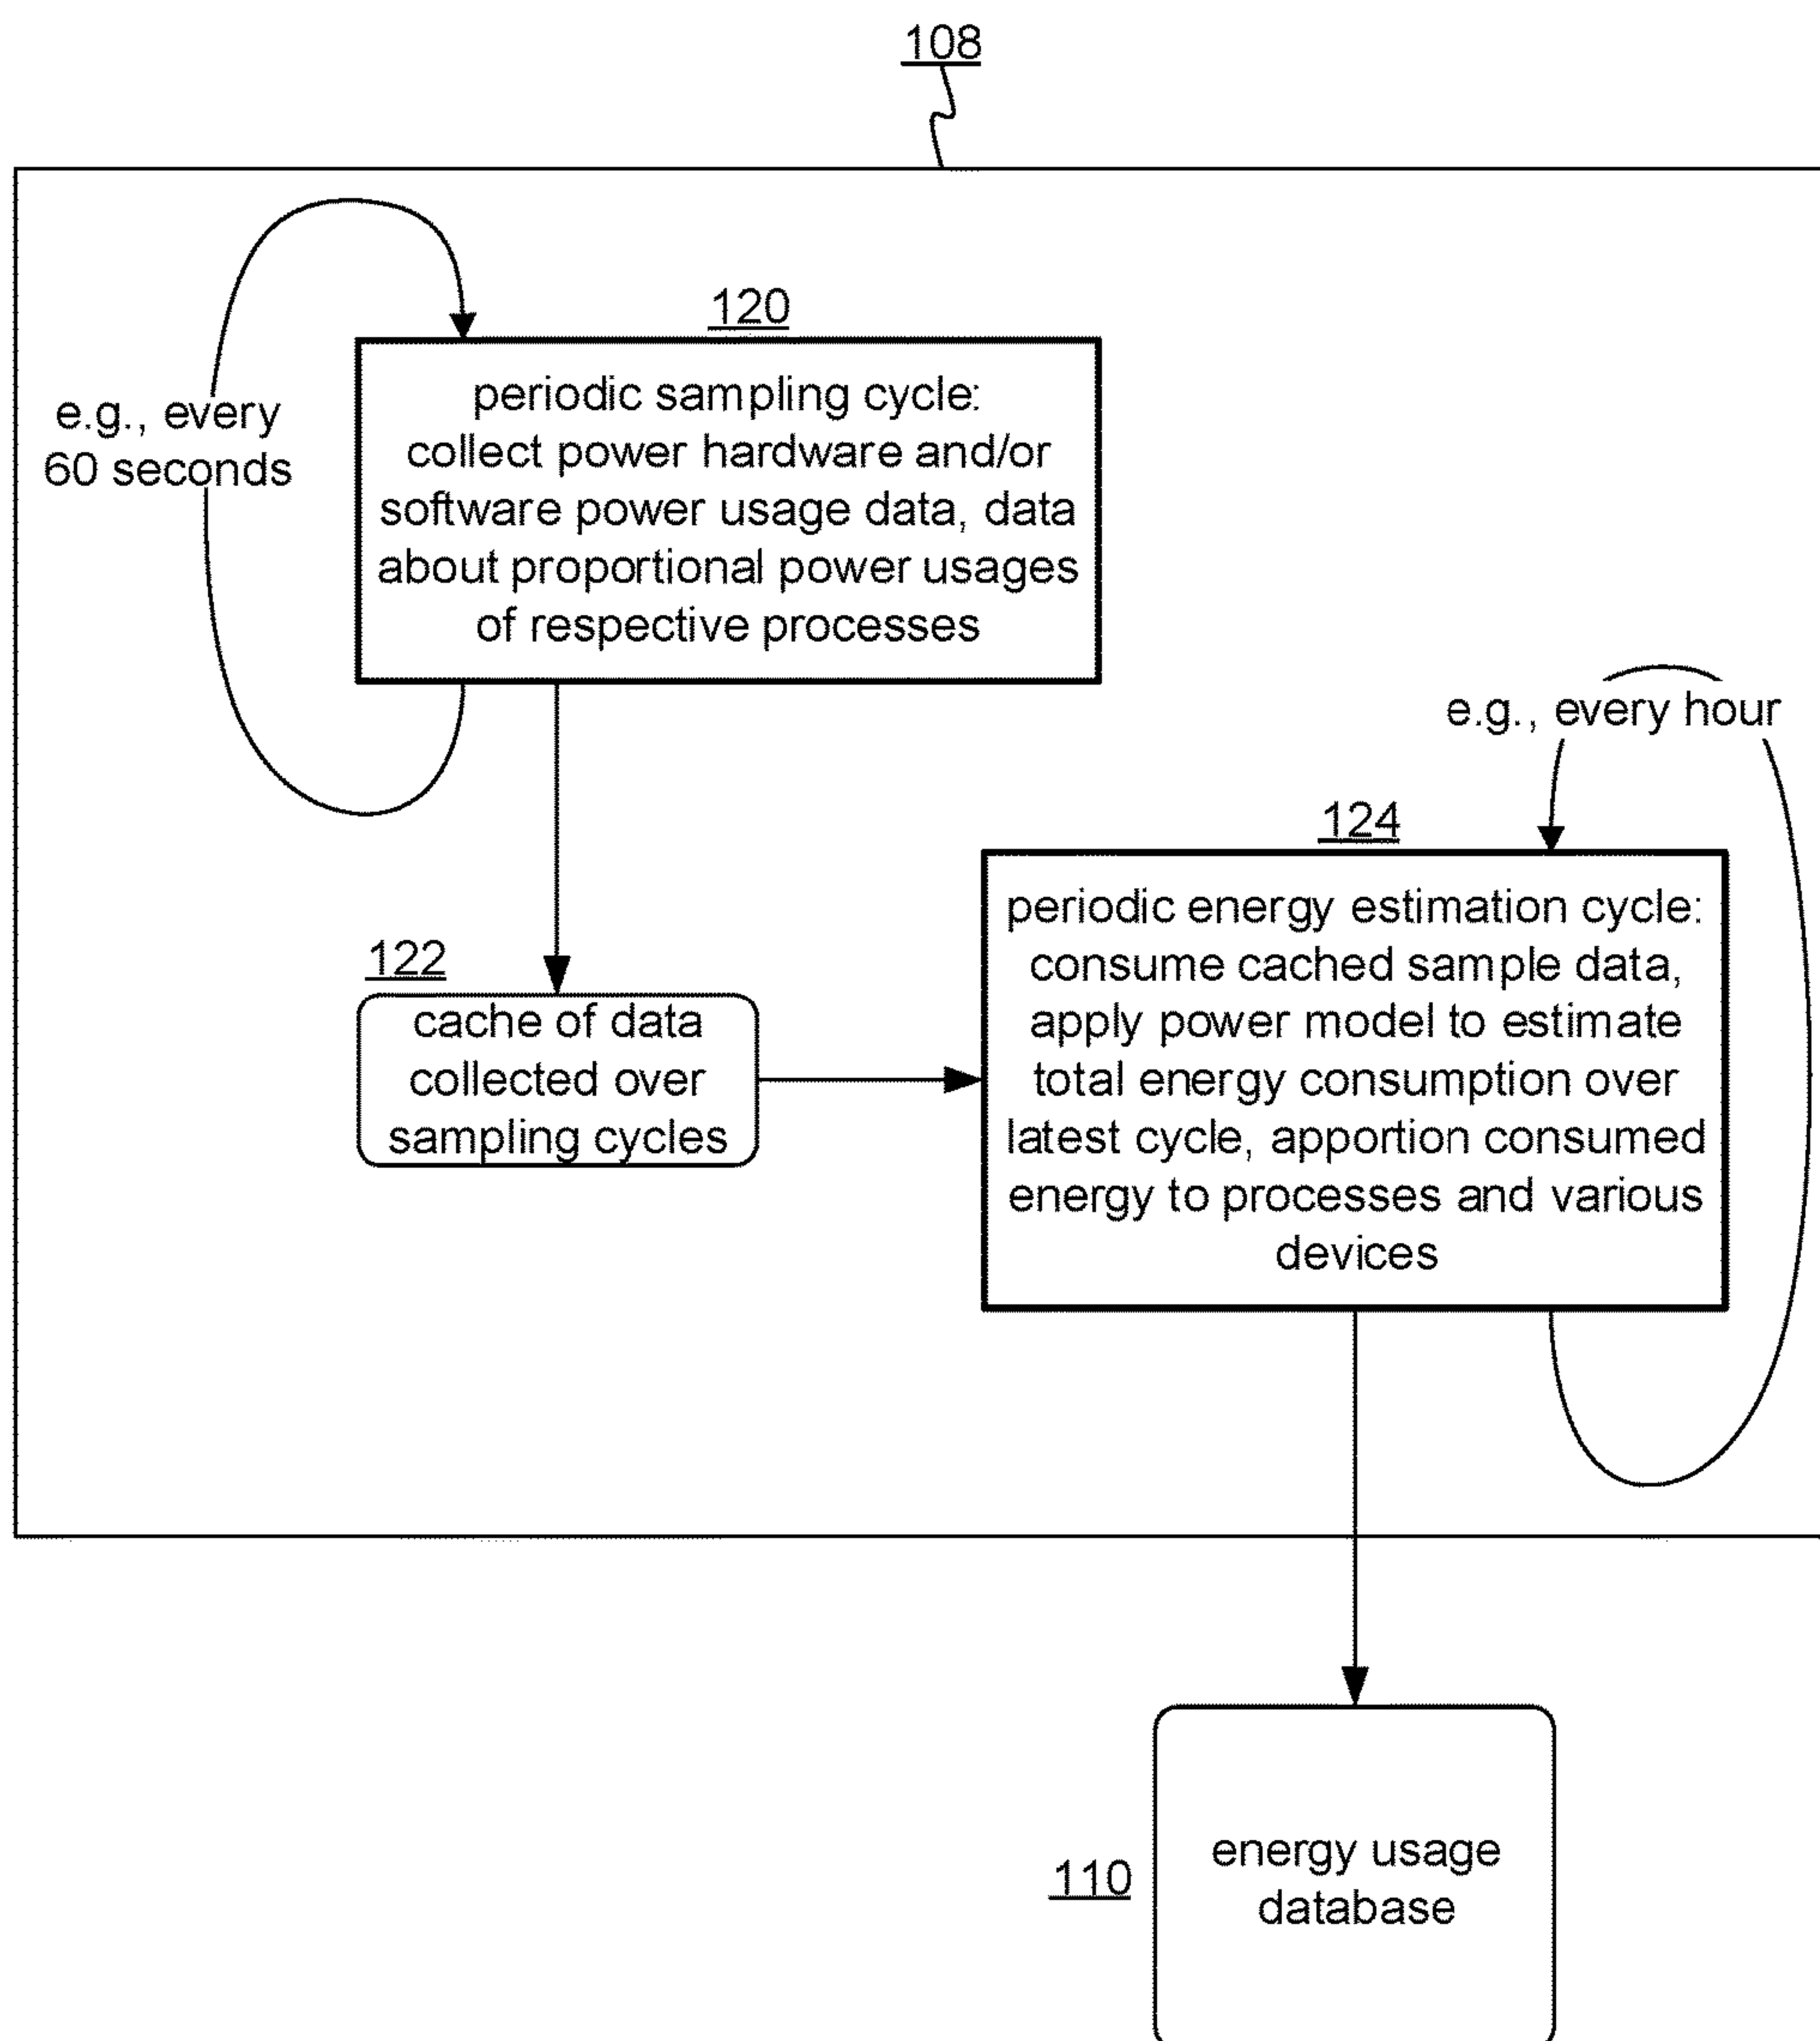 108
120
periodic sampling cycle:
collect power hardware and/or
software power usage data, data
about proportional power usages
of respective processes
e.g., every
60 seconds
e.g., every hour
124
periodic energy estimation cycle:
consume cached sample data,
apply power model to estimate
total energy consumption over
latest cycle, apportion consumed
energy to processes and various
devices
122
cache of data
collected over
sampling cycles
110
energy usage
database